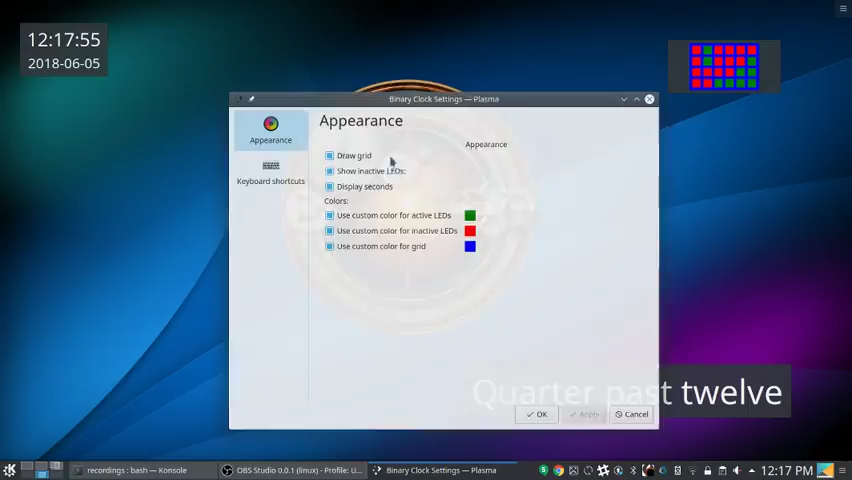 12:17:55
2018-06-05
Binary Clock Settings — Plasma
Appearance
Keyboard shortcuts
Appearance
Appearance
Draw grid
Show inactive LEDs:
Display seconds
Colors:
Use custom color for active LEDs
Use custom color for inactive LEDs
Use custom color for grid
Quarter past twelve
OK
Apply
Cancel
recordings : bash — Konsole
OBS Studio 0.0.1 (linux) - Profile: U...
Binary Clock Settings — Plasma
12:17 PM